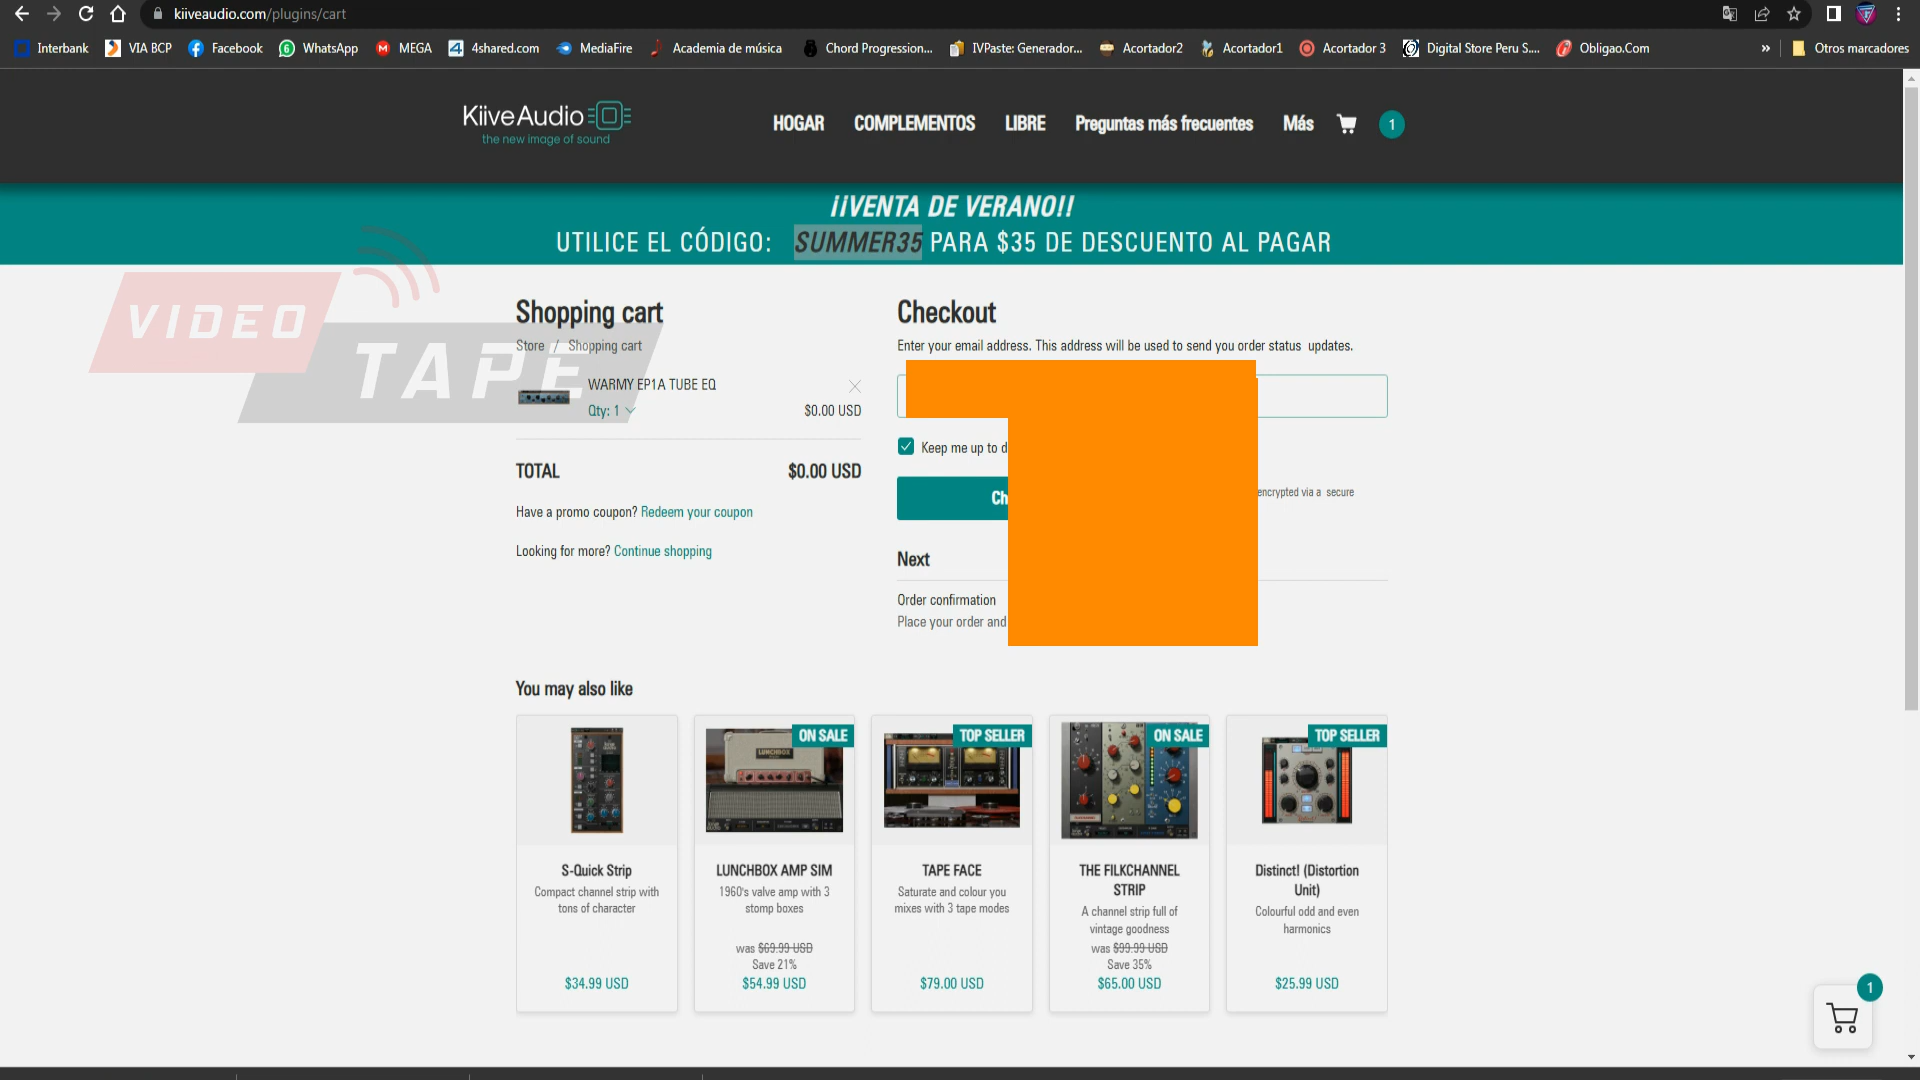 kiiveaudio.com/plugins/cart
Interbank VIA BCP Facebook WhatsApp MEGA 4shared.com MediaFire Academia de música Chord Progression... IVPaste: Generador... Acortador2 Acortador1 Acortador 3 Digital Store Peru S.... Obligao.Com » Otros marcadores
KiiveAudio
the new image of sound
HOGAR COMPLEMENTOS LIBRE Preguntas más frecuentes Más 1
¡¡VENTA DE VERANO!!
UTILICE EL CÓDIGO: SUMMER35 PARA $35 DE DESCUENTO AL PAGAR
VIDEO
TAPE
Shopping cart
Store / Shopping cart
WARMY EP1A TUBE EQ
Qty: 1 $0.00 USD
TOTAL $0.00 USD
Have a promo coupon? Redeem your coupon
Looking for more? Continue shopping
Checkout
Enter your email address. This address will be used to send you order status updates.
Keep me up to d
Ch
encrypted via a secure
Next
Order confirmation
Place your order and
You may also like
S-Quick Strip
Compact channel strip with
tons of character
$34.99 USD
ON SALE
LUNCHBOX
LUNCHBOX AMP SIM
1960's valve amp with 3
stomp boxes
was $69.99 USD
Save 21%
$54.99 USD
TOP SELLER
TAPE FACE
Saturate and colour you
mixes with 3 tape modes
$79.00 USD
ON SALE
THE FILKCHANNEL
STRIP
A channel strip full of
vintage goodness
was $99.99 USD
Save 35%
$65.00 USD
TOP SELLER
Distinct! (Distortion
Unit)
Colourful odd and even
harmonics
$25.99 USD
1